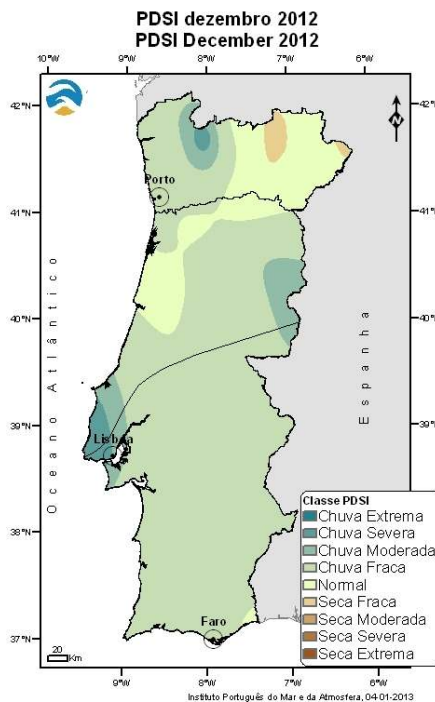 PDSI dezembro 2012
PDSI December 2012
10°W 9°W 8°W 7°W 6°W
42°N 42°N
Porto
41°N 41°N
40°N 40°N
Oceano Atlântico
Espanha
39°N 39°N
Lisboa
38°N 38°N
Faro
37°N 37°N
N
Classe PDSI
Chuva Extrema
Chuva Severa
Chuva Moderada
Chuva Fraca
Normal
Seca Fraca
Seca Moderada
Seca Severa
Seca Extrema
20
Km
10°W 9°W 8°W 7°W 6°W
Instituto Português do Mar e da Atmosfera, 04-01-2013